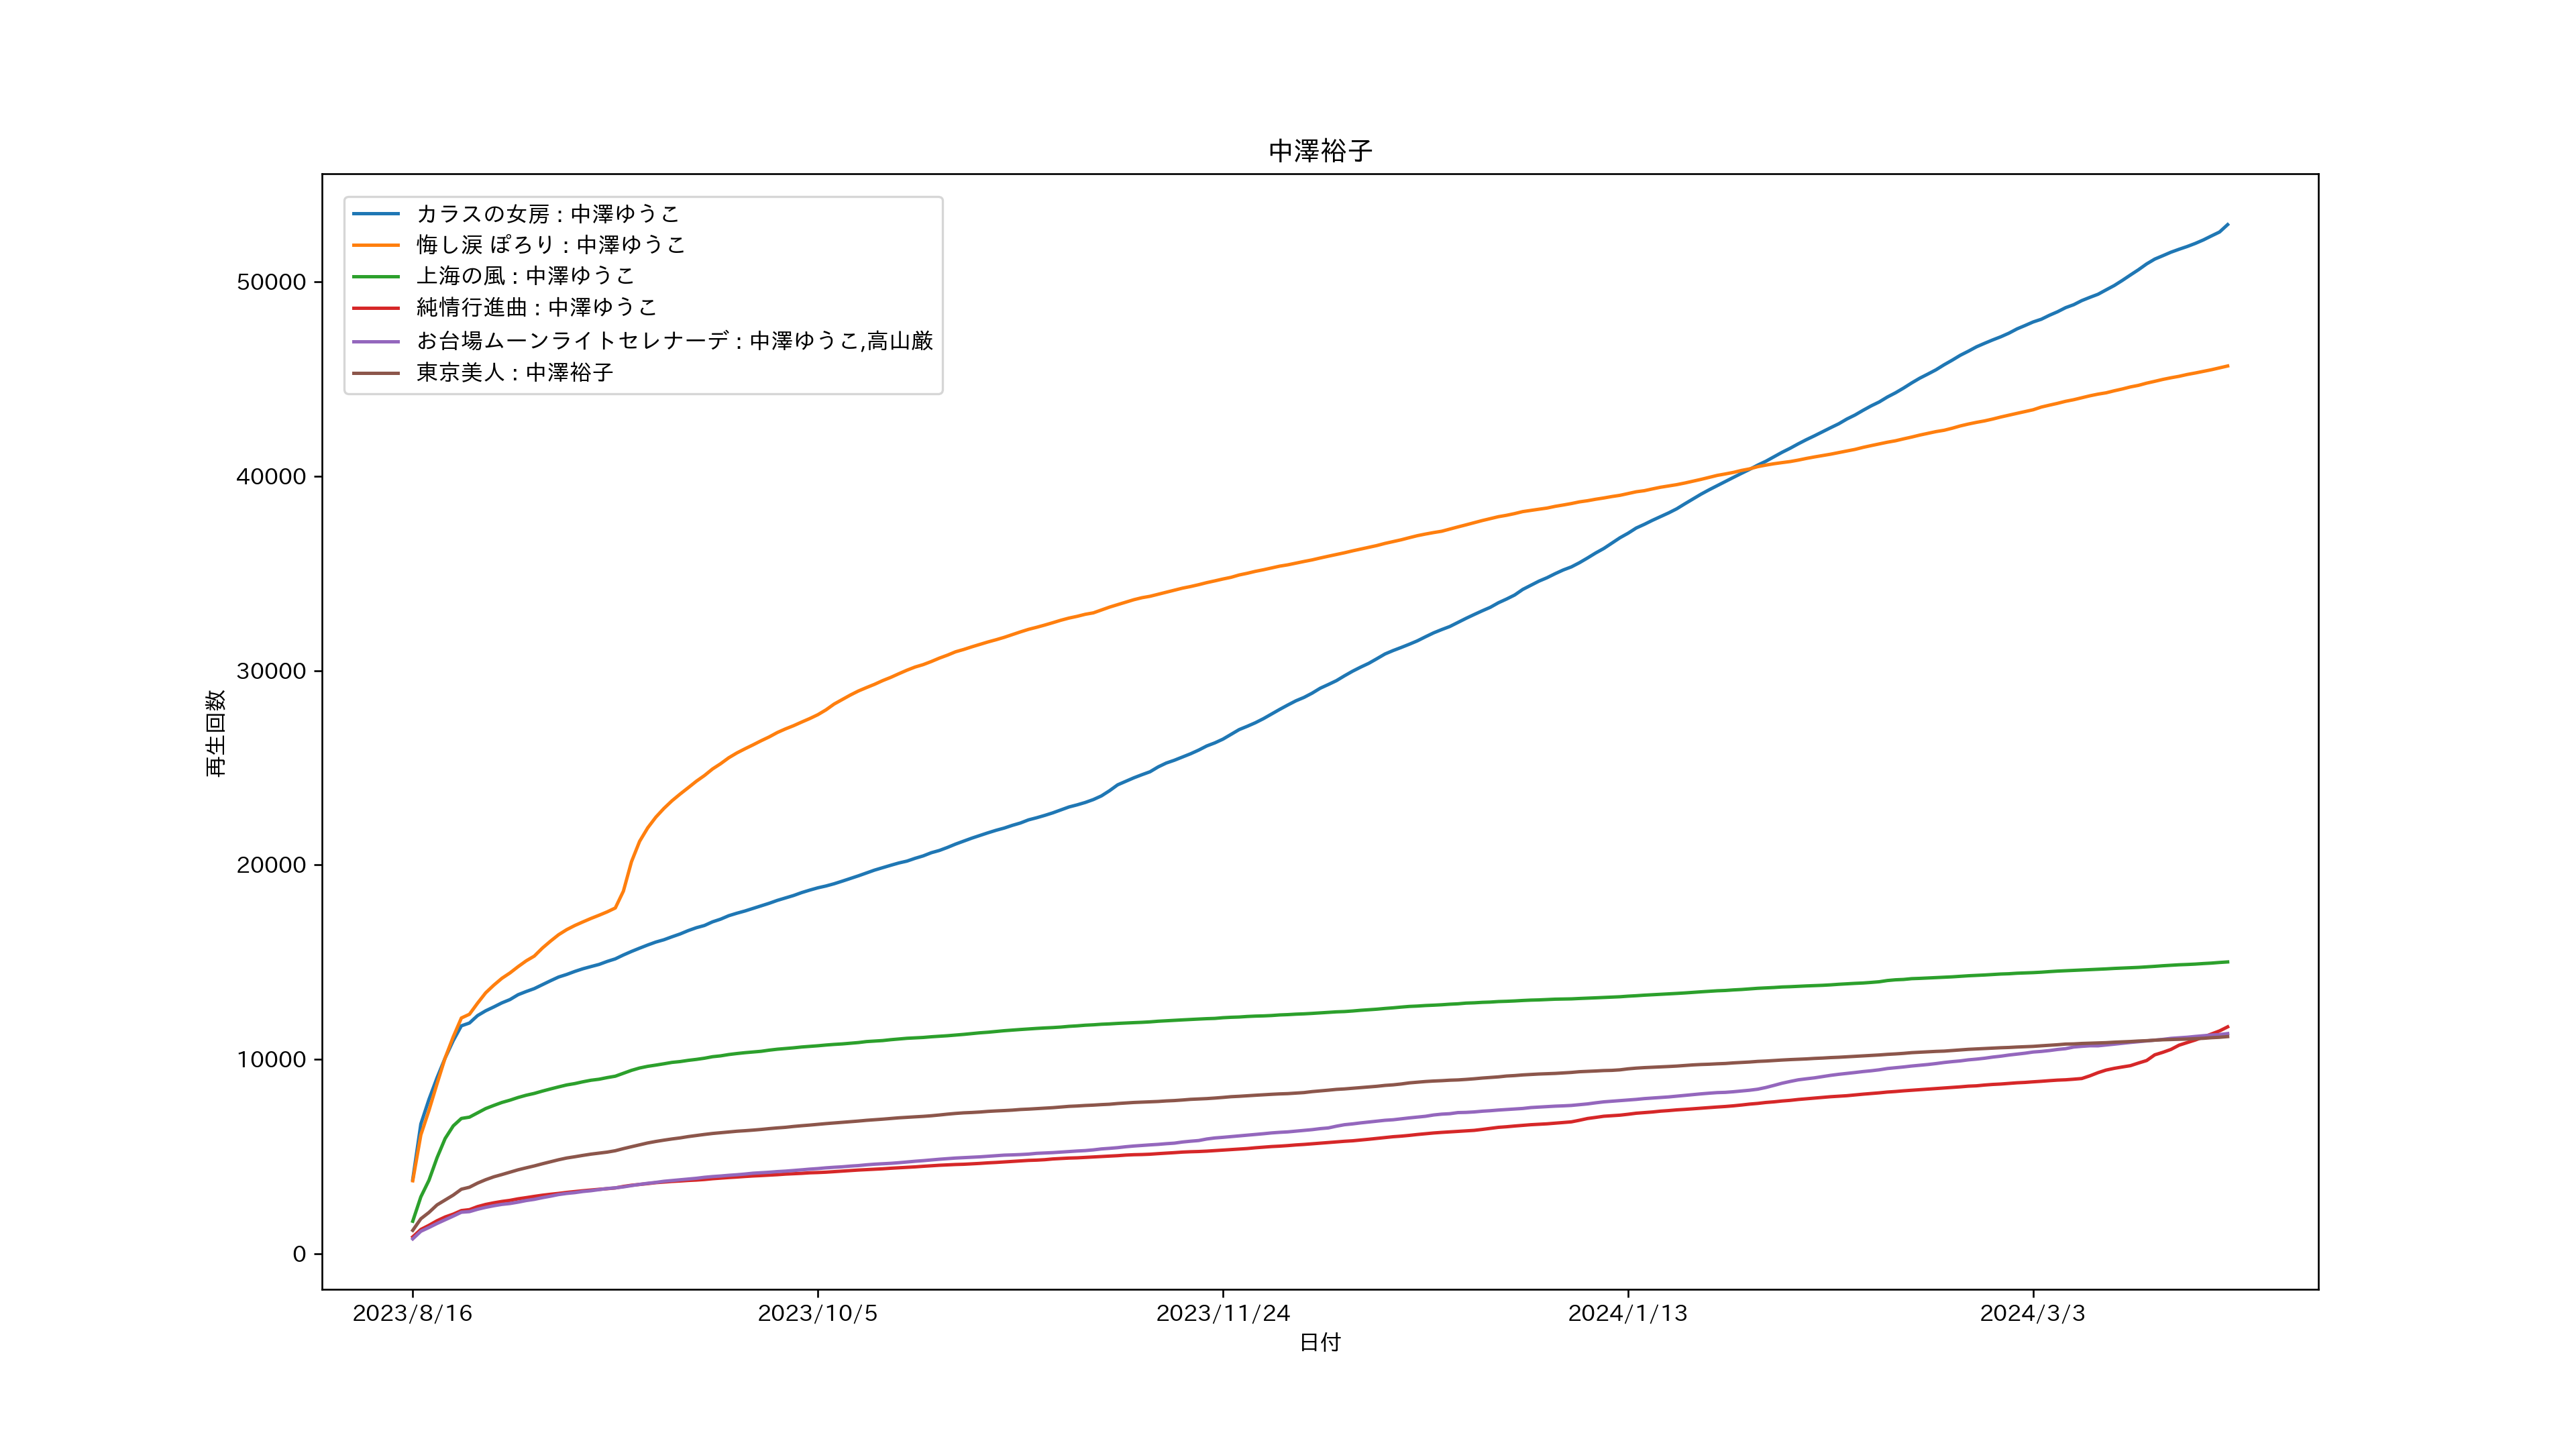 中澤裕子
カラスの女房 : 中澤ゆうこ
悔し涙 ぽろり : 中澤ゆうこ
上海の風 : 中澤ゆうこ
純情行進曲 : 中澤ゆうこ
お台場ムーンライトセレナーデ : 中澤ゆうこ,高山厳
東京美人 : 中澤裕子
50000
40000
30000
20000
10000
0
再生回数
2023/8/16
2023/10/5
2023/11/24
2024/1/13
2024/3/3
日付